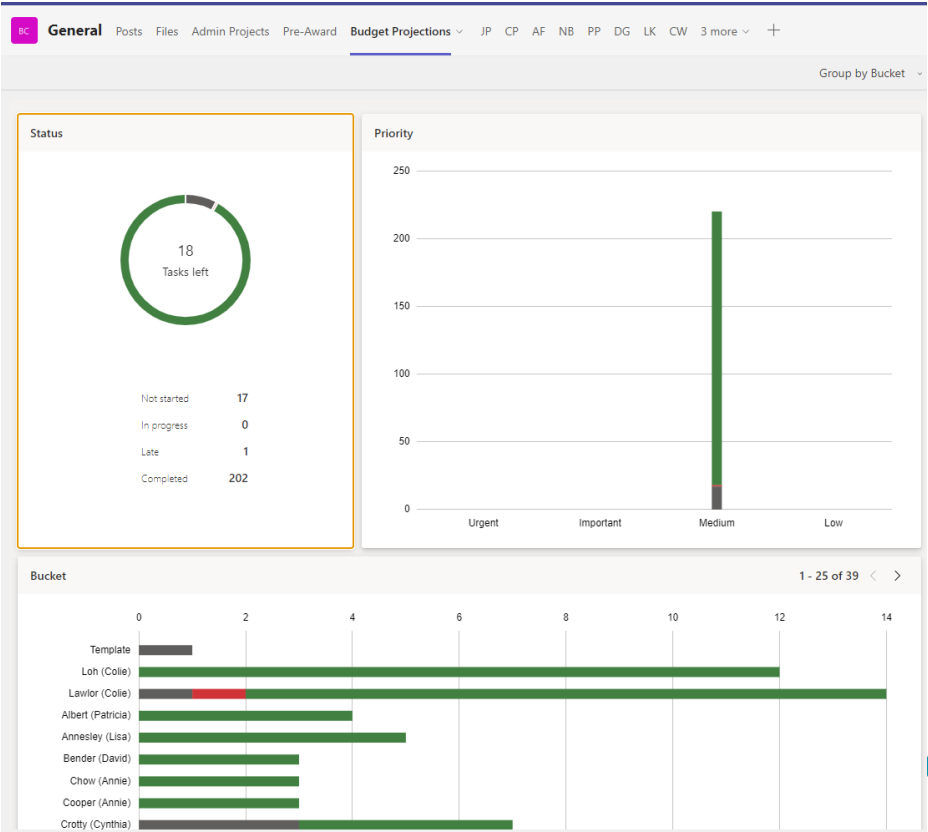 BC General Posts Files Admin Projects Pre-Award Budget Projections JP CP AF NB PP DG LK CW 3 more
Group by Bucket
Status
18
Tasks left
Not started 17
In progress 0
Late 1
Completed 202
Priority
250
200
150
100
50
0
Urgent Important Medium Low
Bucket 1 - 25 of 39
0 2 4 6 8 10 12 14
Template
Loh (Colie)
Lawlor (Colie)
Albert (Patricia)
Annesley (Lisa)
Bender (David)
Chow (Annie)
Cooper (Annie)
Crotty (Cynthia)